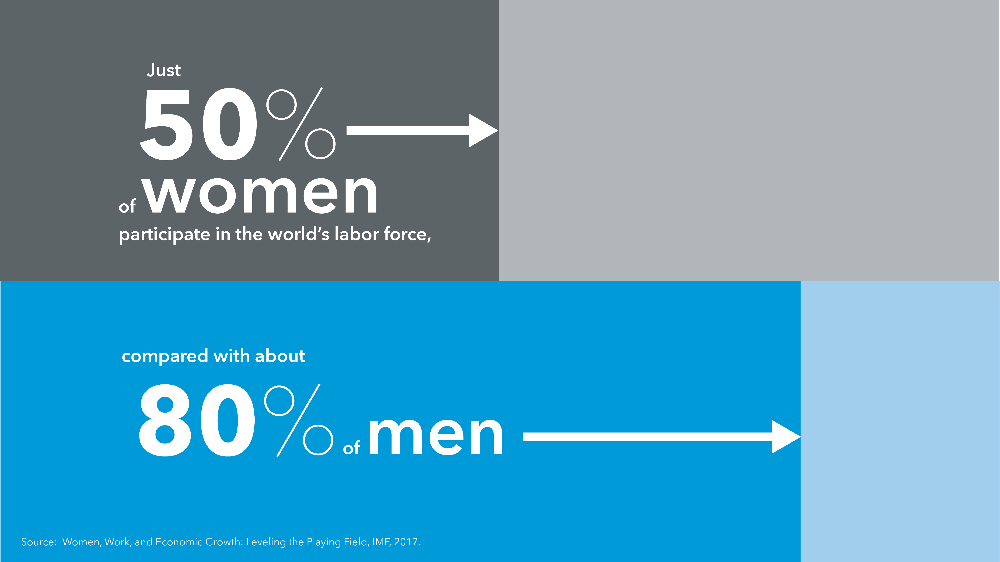 Just
50%
of women
participate in the world’s labor force,
compared with about
80% of men
Source:  Women, Work, and Economic Growth: Leveling the Playing Field, IMF, 2017.